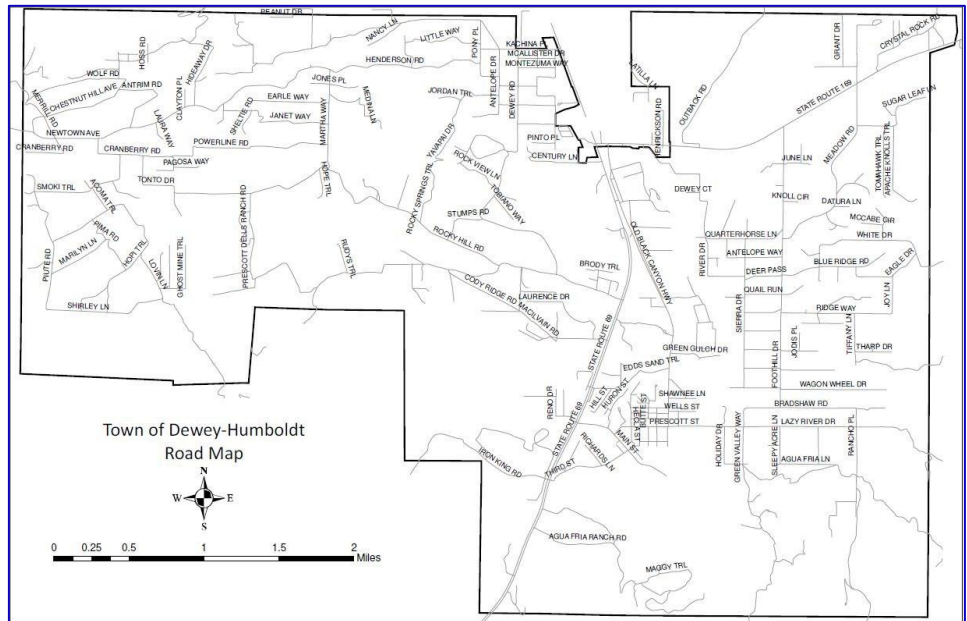 PEANUT DR
NANCY LN
LITTLE WAY
PONY PL
KACHINA PL
MCALLISTER DR
MONTEZUMA WAY
GRANT DR
CRYSTAL ROCK RD
HOSS RD
HIDEAWAY DR
HENDERSON RD
ANTELOPE DR
DEWEY RD
LATILLA LN
OUTBACK RD
STATE ROUTE 169
WOLF RD
CHESTNUT HILL AVE
ANTRIM RD
CLAYTON PL
JONES PL
EARLE WAY
JORDAN TRL
SUGAR LEAF LN
MERRILL RD
LAURA WAY
SHELTIE RD
JANET WAY
MARTHA WAY
MEDINA LN
YAVAPAI DR
PINTO PL
HENRICKSON RD
MEADOW RD
NEWTOWN AVE
CRANBERRY RD
CRANBERRY RD
POWERLINE RD
CENTURY LN
JUNE LN
TOMAHAWK TRL
APACHE KNOLLS TRL
PAGOSA WAY
ROCK VIEW LN
SMOKI TRL
AGOMA TRL
TONTO DR
HOPE TRL
ROCKY SPRINGS TRL
TOBIANO WAY
DEWEY CT
KNOLL CIR
DATURA LN
PRESCOTT DELLS RANCH RD
STUMPS RD
MCCABE CIR
PIMA RD
ROCKY HILL RD
OLD BLACK CANYON HWY
QUARTERHORSE LN
WHITE DR
PIUTE RD
MARILYN LN
HOPI TRL
LOVIN LN
GHOST MINE TRL
RUDYS TRL
BRODY TRL
RIVER DR
ANTELOPE WAY
BLUE RIDGE RD
EAGLE DR
DEER PASS
CODY RIDGE RD
LAURENCE DR
MACILVAIN RD
QUAIL RUN
JOY LN
SHIRLEY LN
STATE ROUTE 69
SIERRA DR
RIDGE WAY
GREEN GULCH DR
FOOTHILL DR
JODIS PL
TIFFANY LN
THARP DR
EDDS SAND TRL
WAGON WHEEL DR
RENO DR
HILL ST
HURON ST
SHAWNEE LN
HECLA ST
BUTTE ST
WELLS ST
BRADSHAW RD
PRESCOTT ST
LAZY RIVER DR
Town of Dewey-Humboldt
Road Map
STATE ROUTE 69
RICHARDS LN
MAIN ST
HOLIDAY DR
GREEN VALLEY WAY
SLEEPY ACRE LN
RANCHO PL
IRON KING RD
THIRD ST
AGUA FRIA LN
N
W E
S
AGUA FRIA RANCH RD
0 0.25 0.5 1 1.5 2
Miles
MAGGY TRL